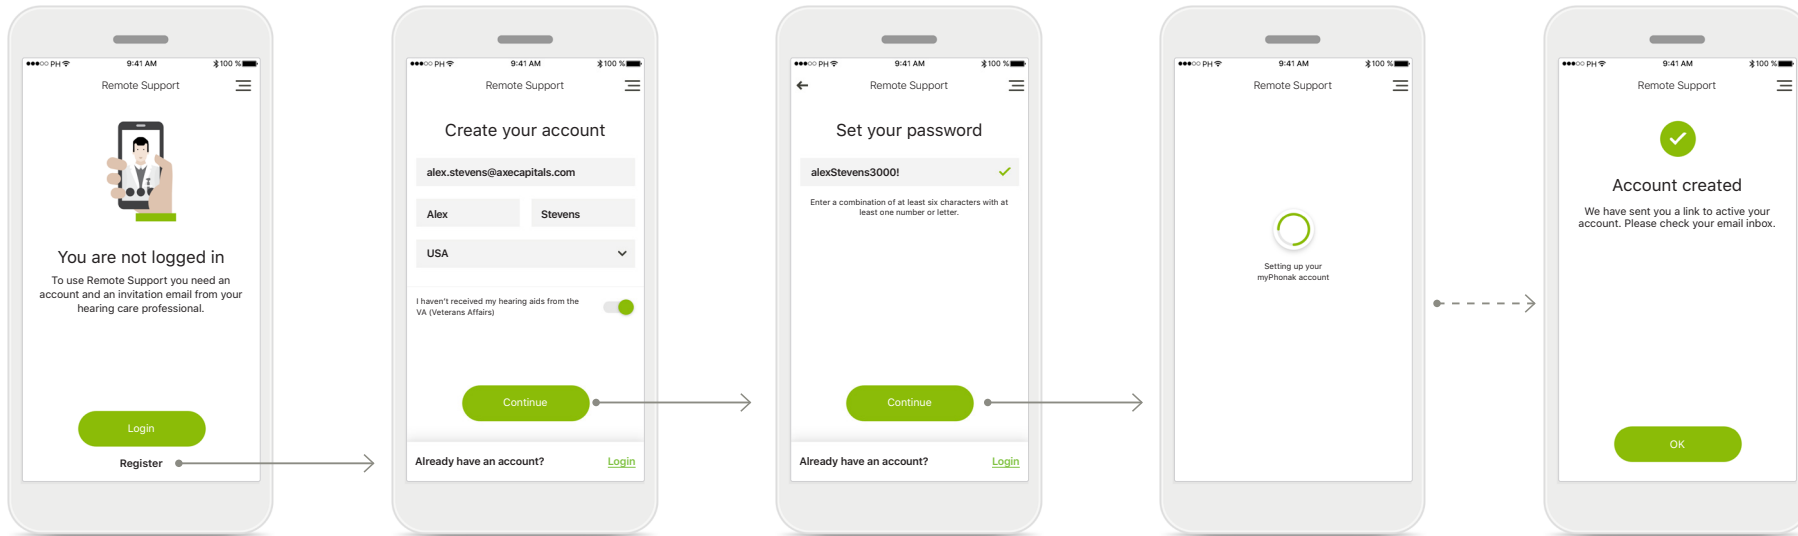 PH
9:41 AM
100 %
Remote Support
You are not logged in
To use Remote Support you need an
account and an invitation email from your
hearing care professional.
Login
Register
PH
9:41 AM
100 %
Remote Support
Create your account
alex.stevens@axecapitals.com
Alex
Stevens
USA
I haven't received my hearing aids from the
VA (Veterans Affairs)
Continue
Already have an account?
Login
PH
9:41 AM
100 %
Remote Support
Set your password
alexStevens3000!
Enter a combination of at least six characters with at
least one number or letter.
Continue
Already have an account?
Login
PH
9:41 AM
100 %
Remote Support
Setting up your
myPhonak account
PH
9:41 AM
100 %
Remote Support
Account created
We have sent you a link to active your
account. Please check your email inbox.
OK